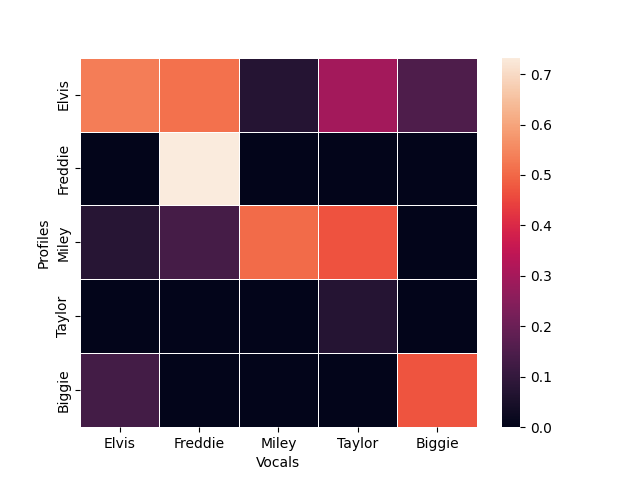 Profiles
Elvis
Freddie
Miley
Taylor
Biggie
Elvis Freddie Miley Taylor Biggie
Vocals
0.7
0.6
0.5
0.4
0.3
0.2
0.1
0.0